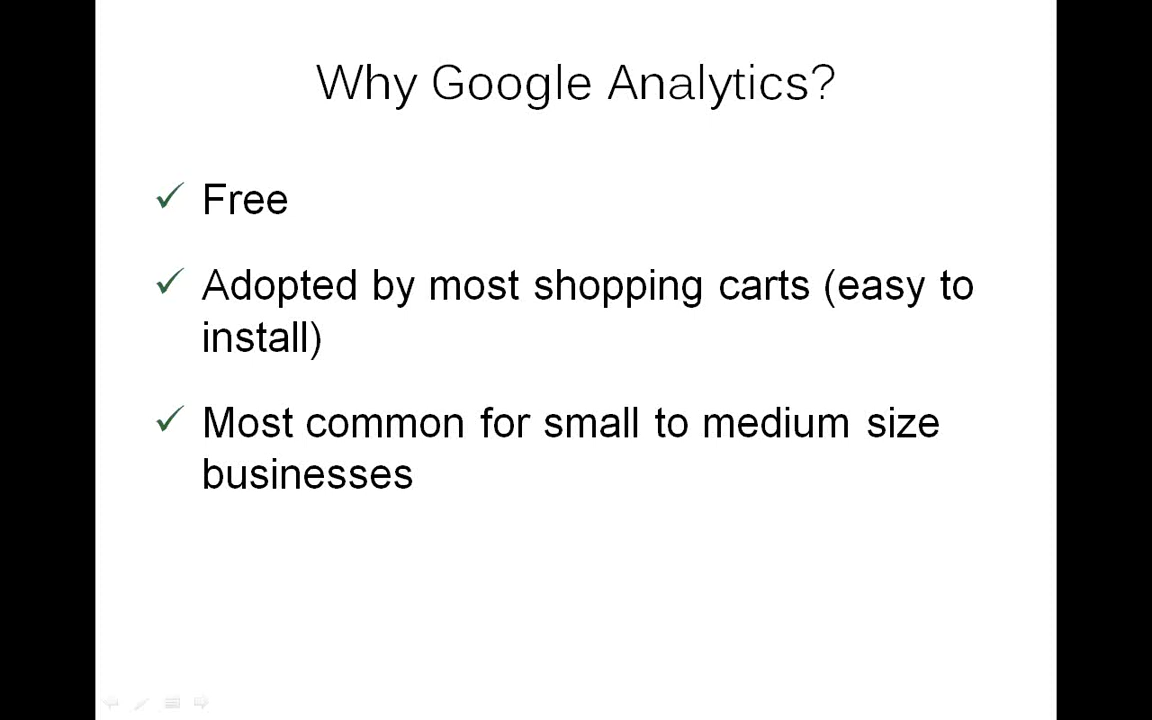 Why Google Analytics?
Free
Adopted by most shopping carts (easy to
install)
Most common for small to medium size
businesses